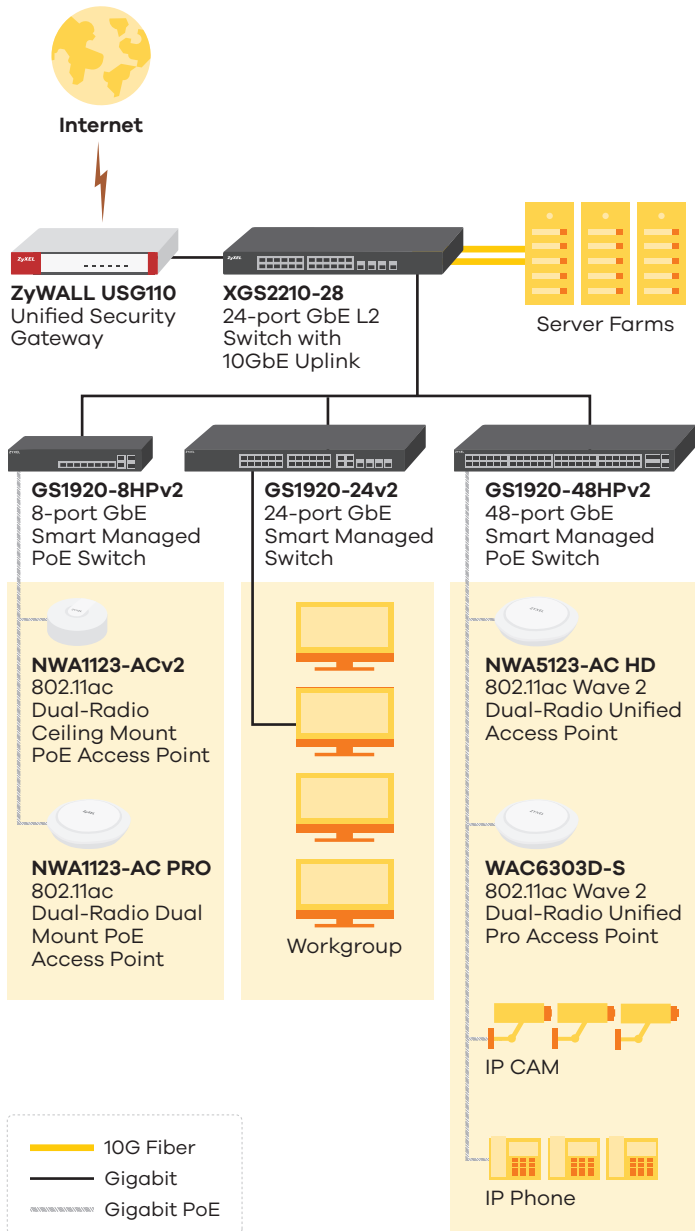 Internet
ZyXEL
ZyWALL USG110
Unified Security
Gateway
ZyXEL
XGS2210-28
24-port GbE L2
Switch with
10GbE Uplink
Server Farms
GS1920-8HPv2
8-port GbE
Smart Managed
PoE Switch
GS1920-24v2
24-port GbE
Smart Managed
Switch
GS1920-48HPv2
48-port GbE
Smart Managed
PoE Switch
NWA1123-ACv2
802.11ac
Dual-Radio
Ceiling Mount
PoE Access Point
NWA1123-AC PRO
802.11ac
Dual-Radio Dual
Mount PoE
Access Point
Workgroup
NWA5123-AC HD
802.11ac Wave 2
Dual-Radio Unified
Access Point
WAC6303D-S
802.11ac Wave 2
Dual-Radio Unified
Pro Access Point
IP CAM
IP Phone
10G Fiber
Gigabit
Gigabit PoE